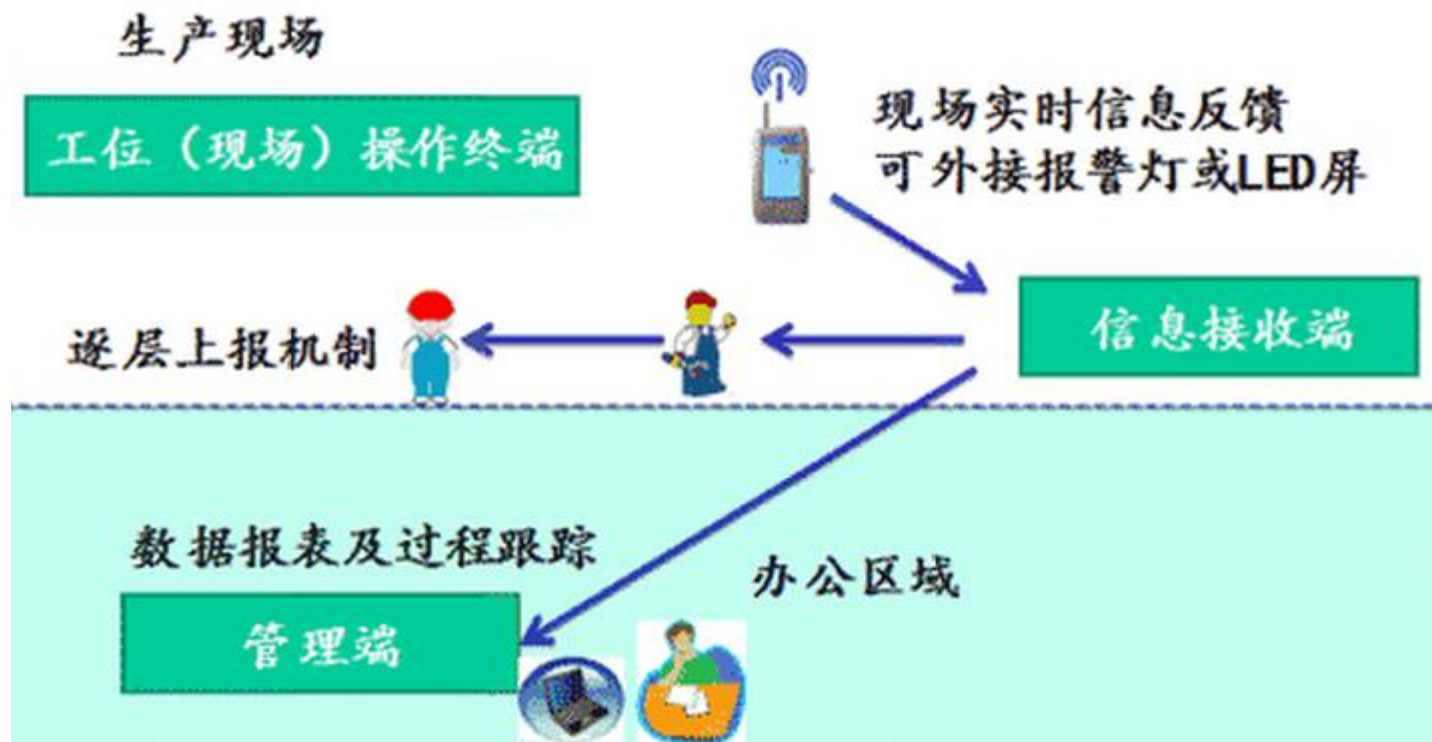 生产现场
工位（现场）操作终端
现场实时信息反馈
可外接报警灯或LED屏
信息接收端
逐层上报机制
数据报表及过程跟踪
办公区域
管理端